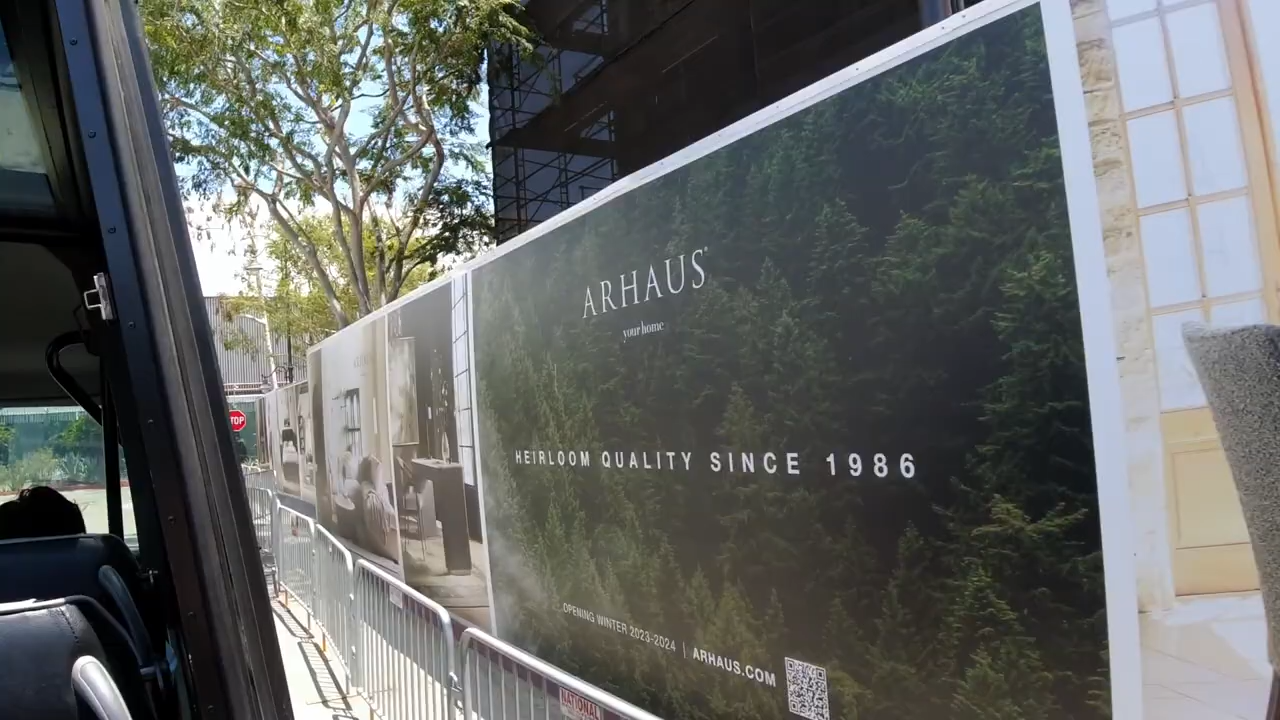 ARHAUS®
your home
HEIRLOOM QUALITY SINCE 1986
OPENING WINTER 2023-2024 | ARHAUS.COM
STOP
NATIONAL